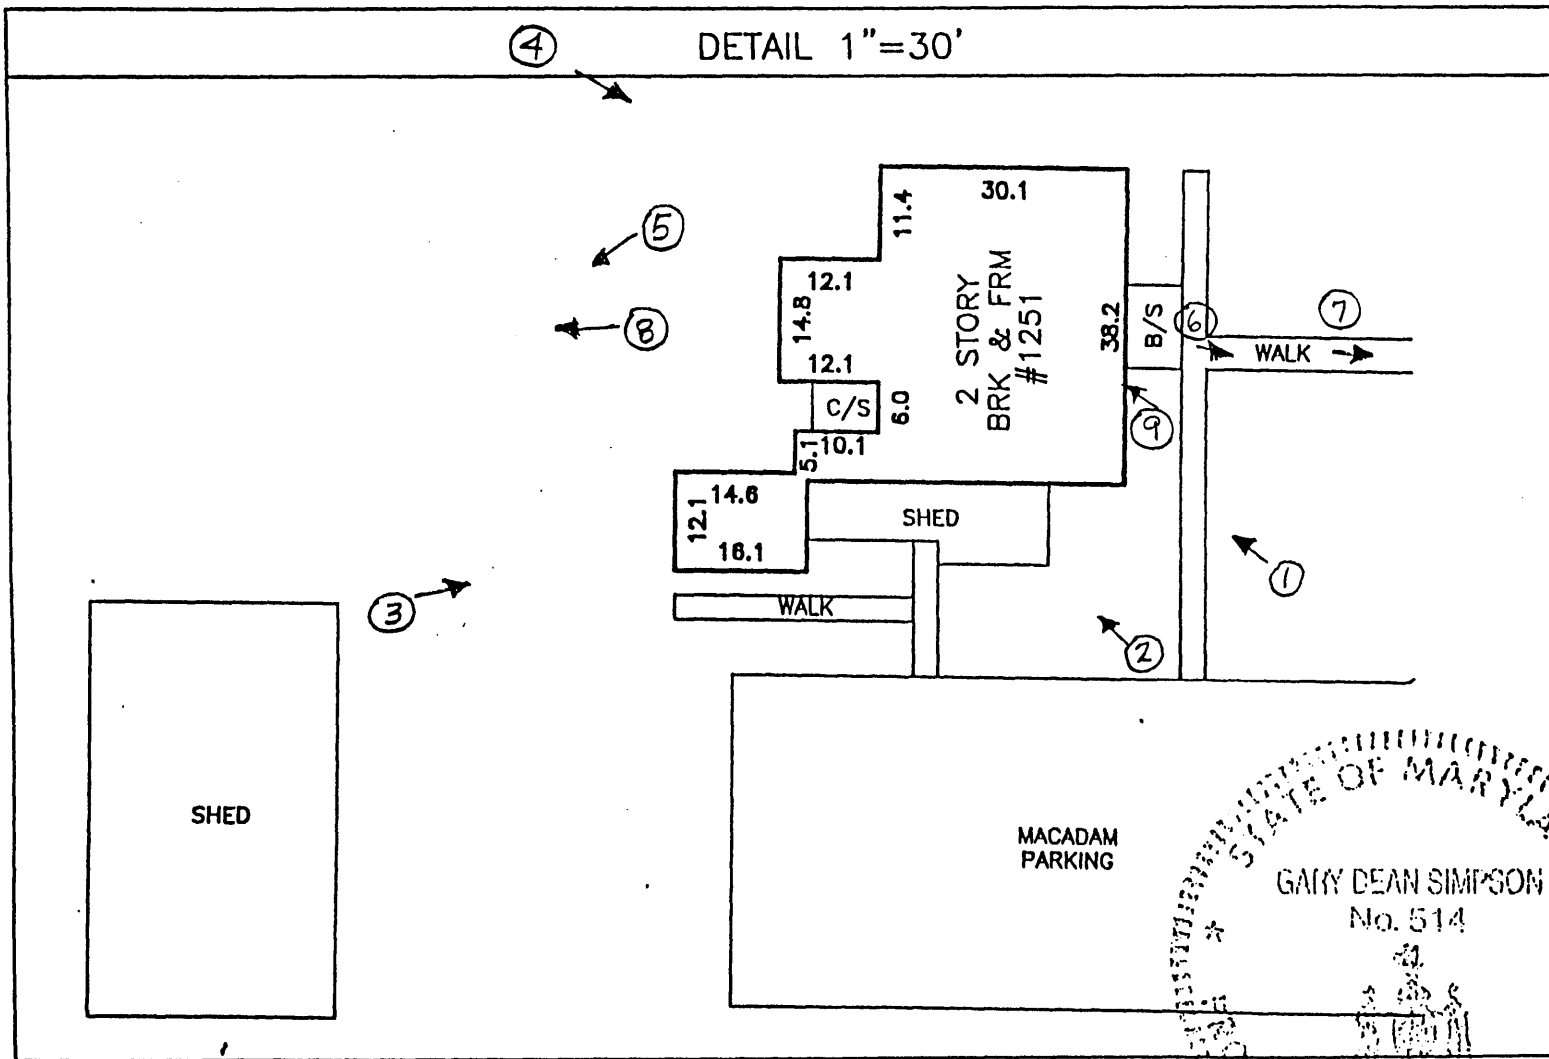 ④
DETAIL 1"=30'
30.1
11.4
⑤
12.1
14.8
⑧
12.1
2 STORY
BRK & FRM
#1251
38.2
B/S
⑥
⑦
WALK
C/S
6.0
⑨
10.1
5.1
14.6
12.1
16.1
SHED
①
③
WALK
②
SHED
MACADAM
PARKING
STATE OF
GARY DEAN SIMPSON
No. 514